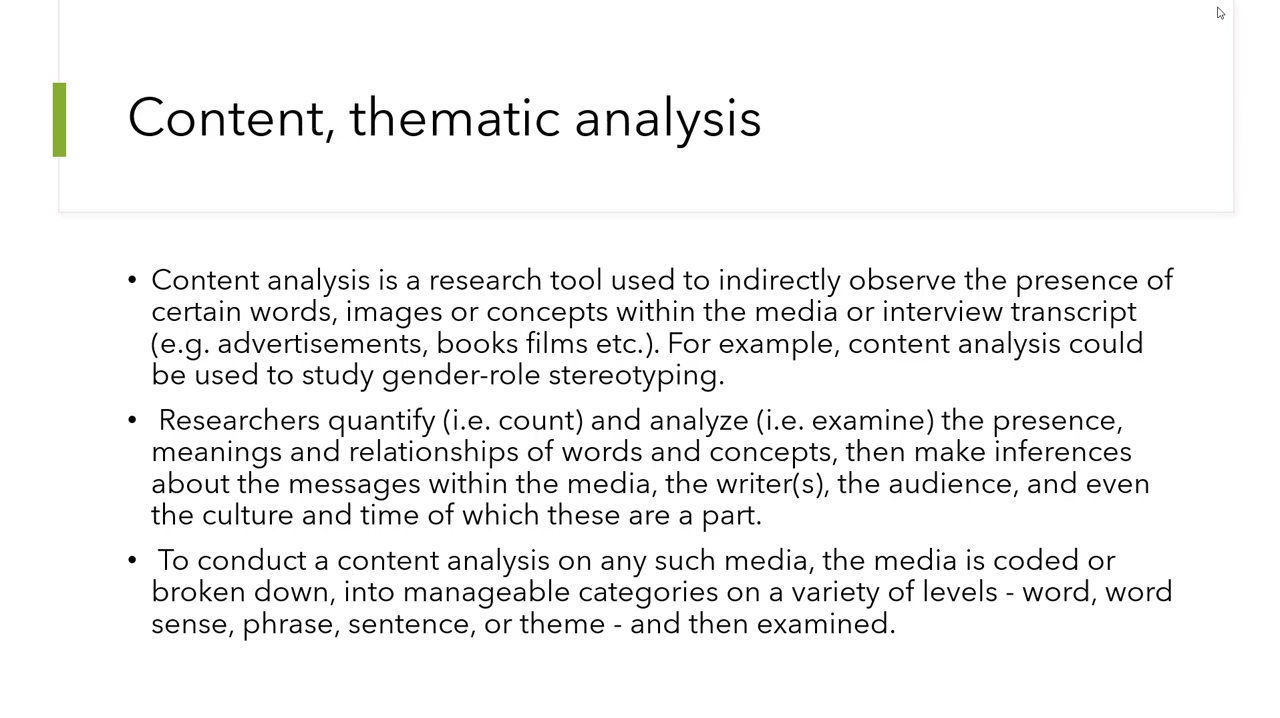 Content, thematic analysis
• Content analysis is a research tool used to indirectly observe the presence of
certain words, images or concepts within the media or interview transcript
(e.g. advertisements, books films etc.). For example, content analysis could
be used to study gender-role stereotyping.
• Researchers quantify (i.e. count) and analyze (i.e. examine) the presence,
meanings and relationships of words and concepts, then make inferences
about the messages within the media, the writer(s), the audience, and even
the culture and time of which these are a part.
• To conduct a content analysis on any such media, the media is coded or
broken down, into manageable categories on a variety of levels - word, word
sense, phrase, sentence, or theme - and then examined.